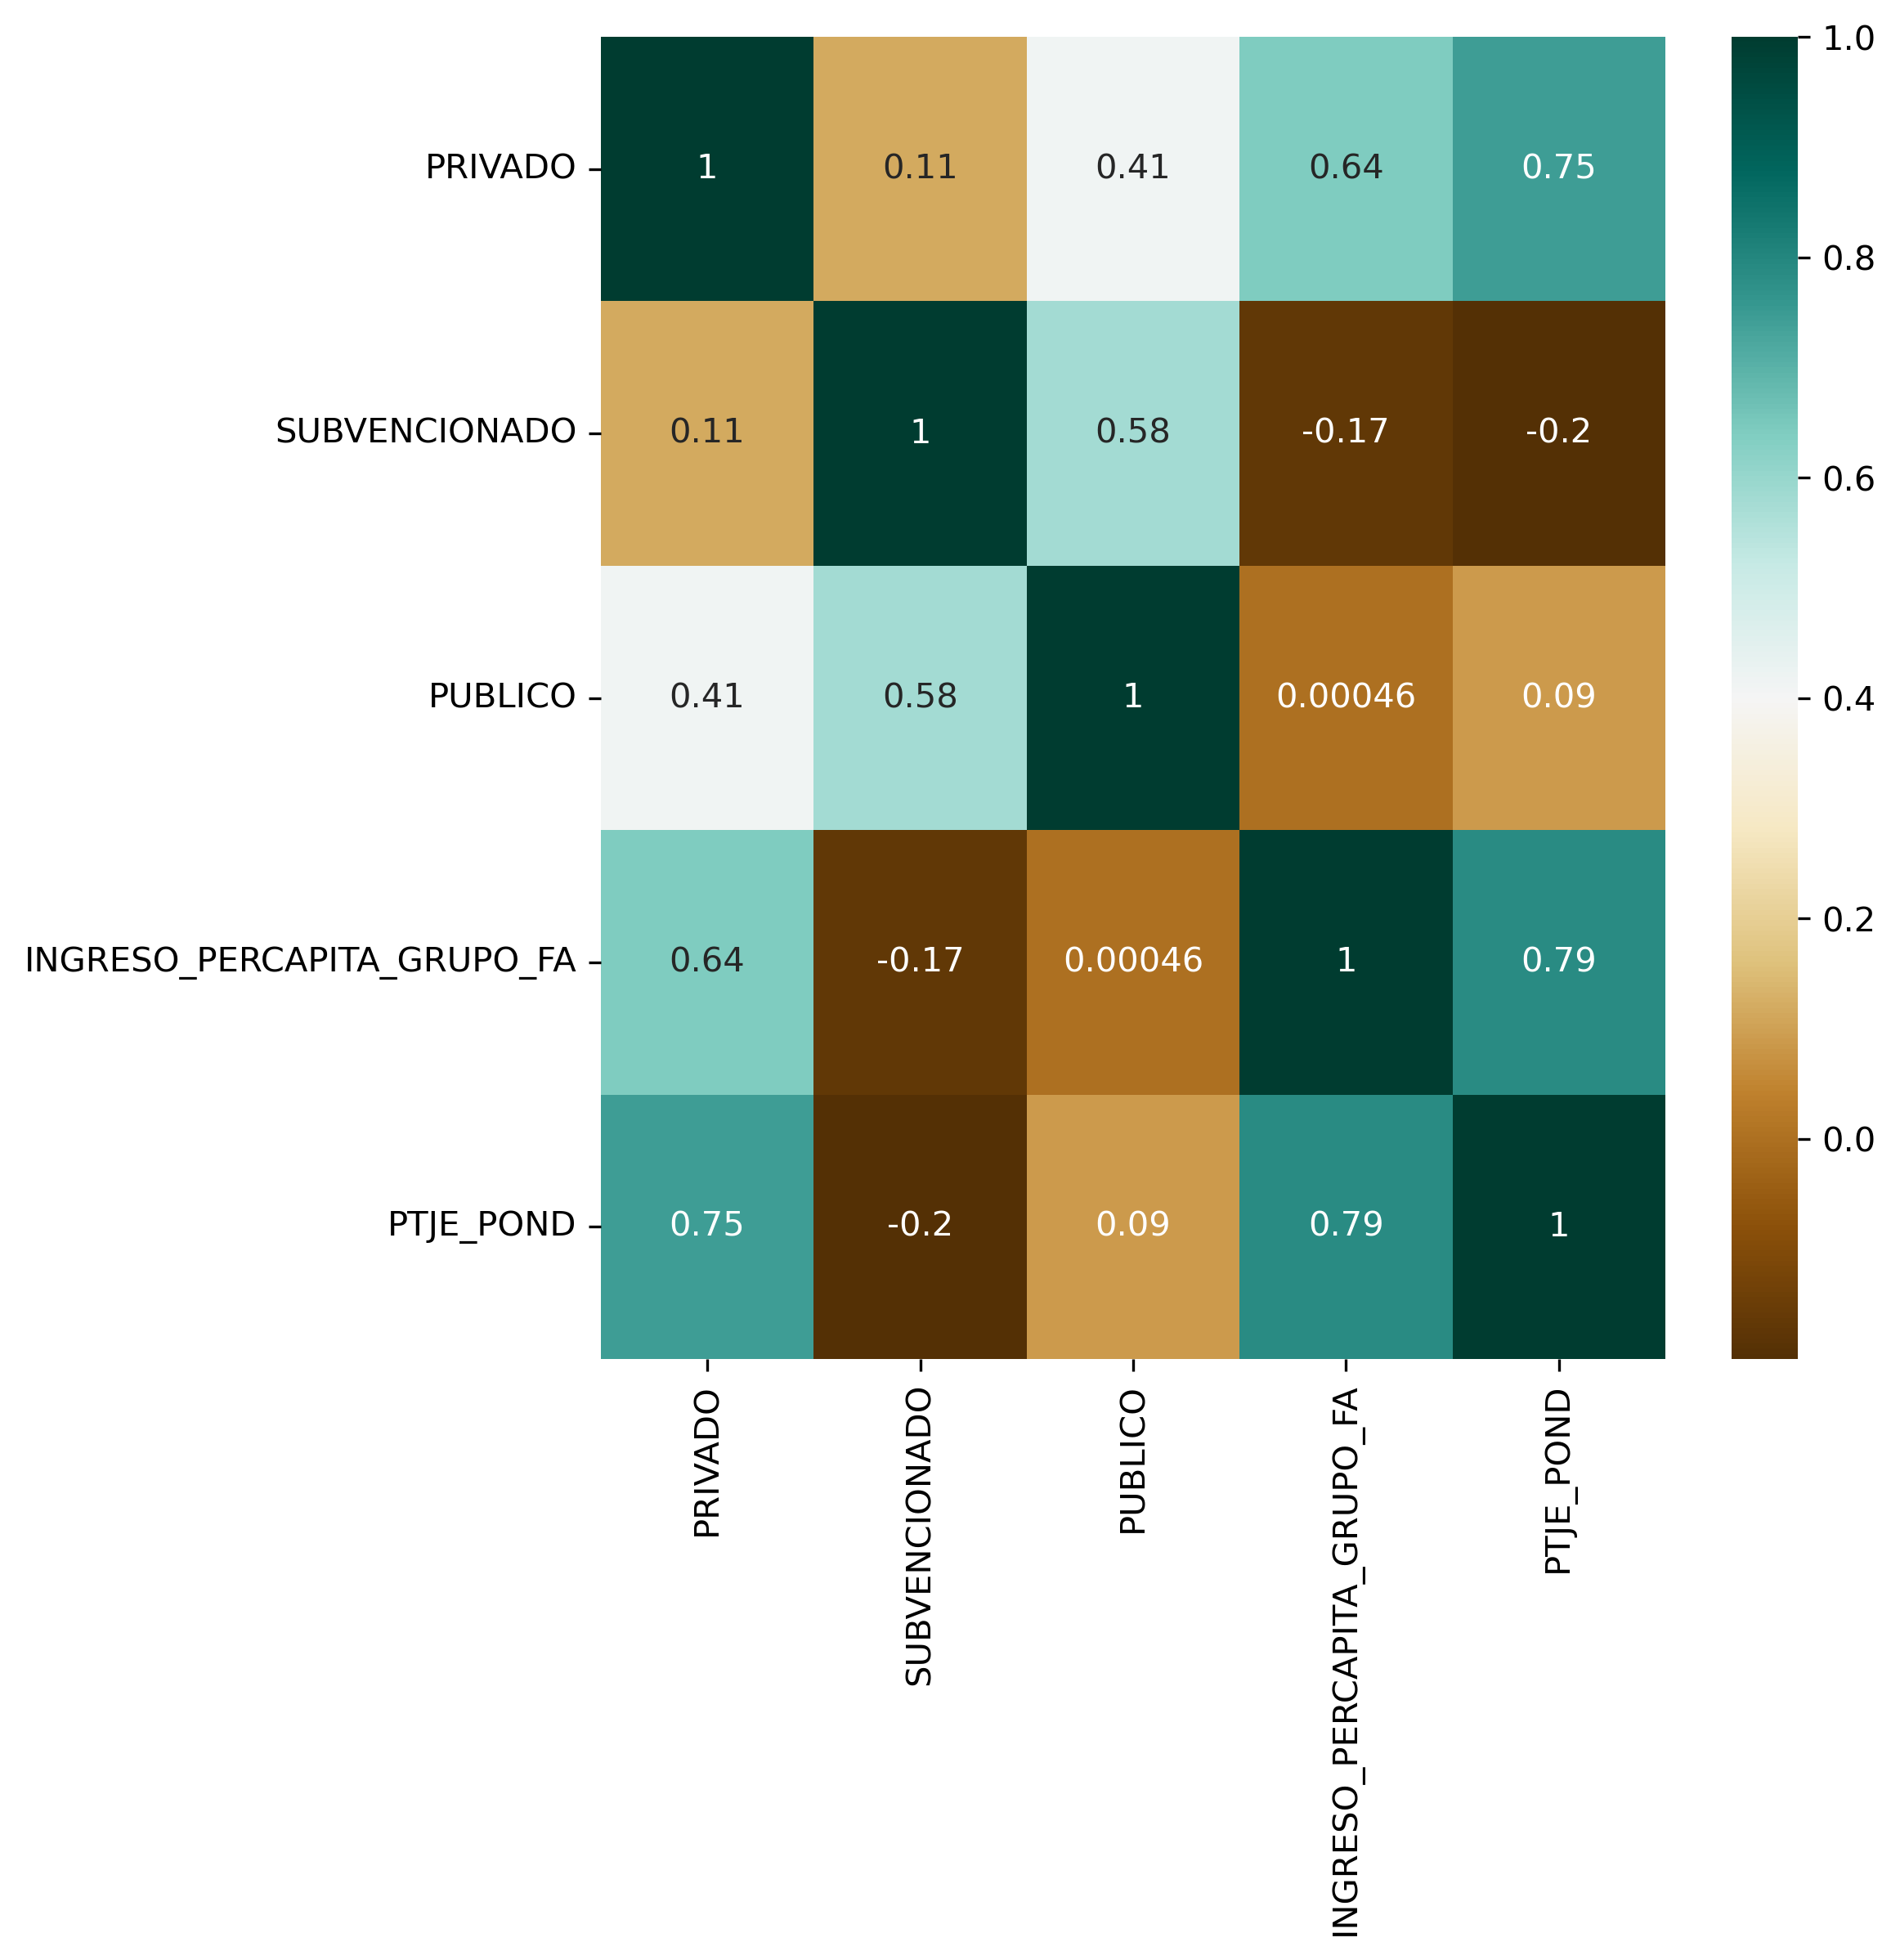 PRIVADO 1 0.11 0.41 0.64 0.75
SUBVENCIONADO 0.11 1 0.58 -0.17 -0.2
PUBLICO 0.41 0.58 1 0.00046 0.09
INGRESO_PERCAPITA_GRUPO_FA 0.64 -0.17 0.00046 1 0.79
PTJE_POND 0.75 -0.2 0.09 0.79 1
PRIVADO
SUBVENCIONADO
PUBLICO
INGRESO_PERCAPITA_GRUPO_FA
PTJE_POND
1.0
0.8
0.6
0.4
0.2
0.0